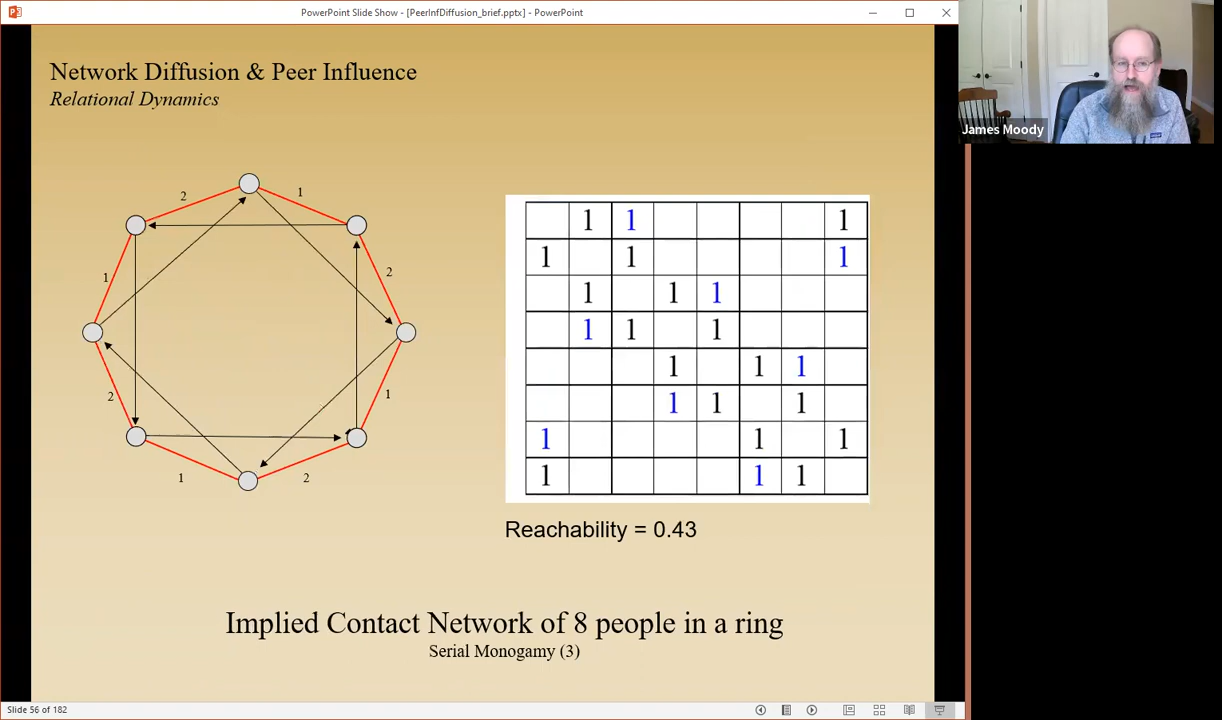 PowerPoint Slide Show - [PeerInfDiffusion_brief.pptx] - PowerPoint
James Moody
Network Diffusion & Peer Influence
Relational Dynamics
2 1
1 2
2 1
1 2
1 1 1
1 1 1
1 1 1
1 1 1
1 1 1
1 1 1
1 1 1
1 1 1
Reachability = 0.43
Implied Contact Network of 8 people in a ring
Serial Monogamy (3)
Slide 56 of 182